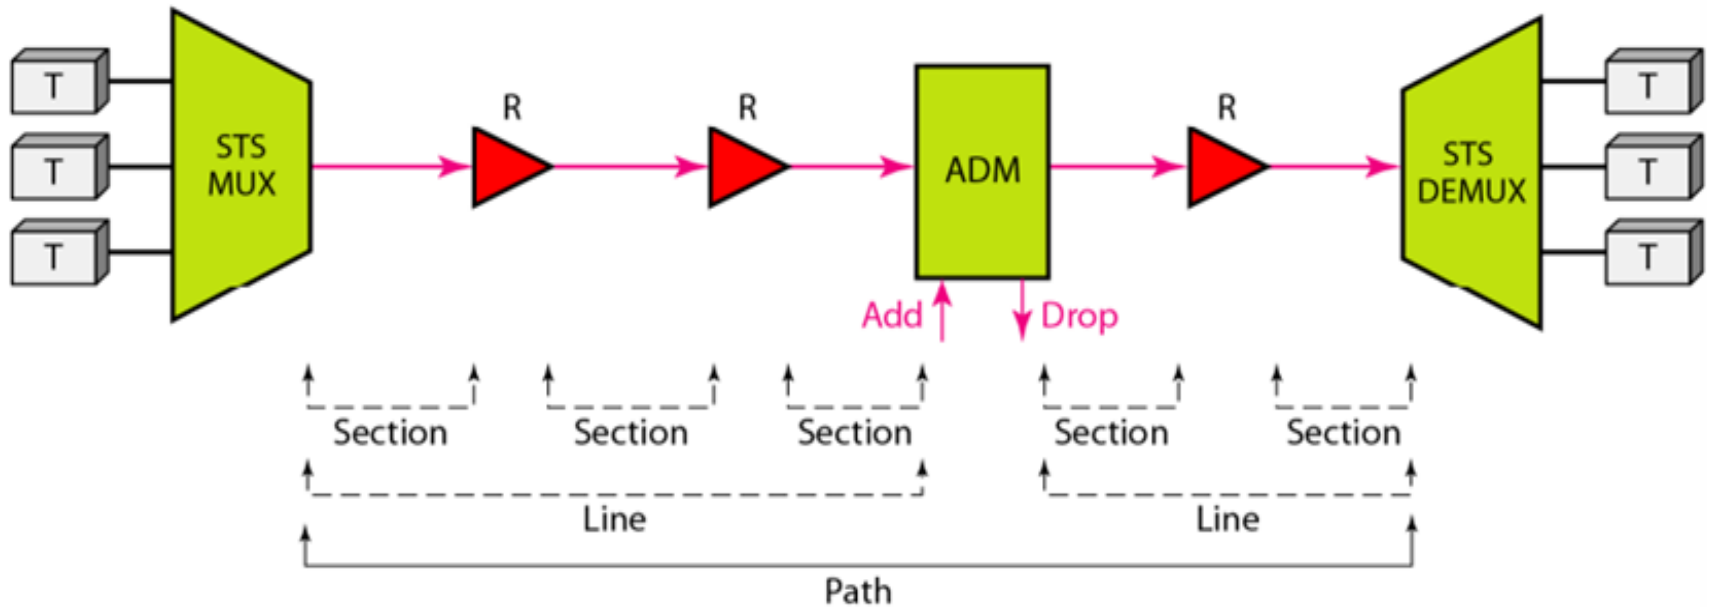 T
T
T
STS
MUX
R
R
ADM
R
STS
DEMUX
T
T
T
Add
Drop
Section
Section
Section
Section
Section
Line
Line
Path